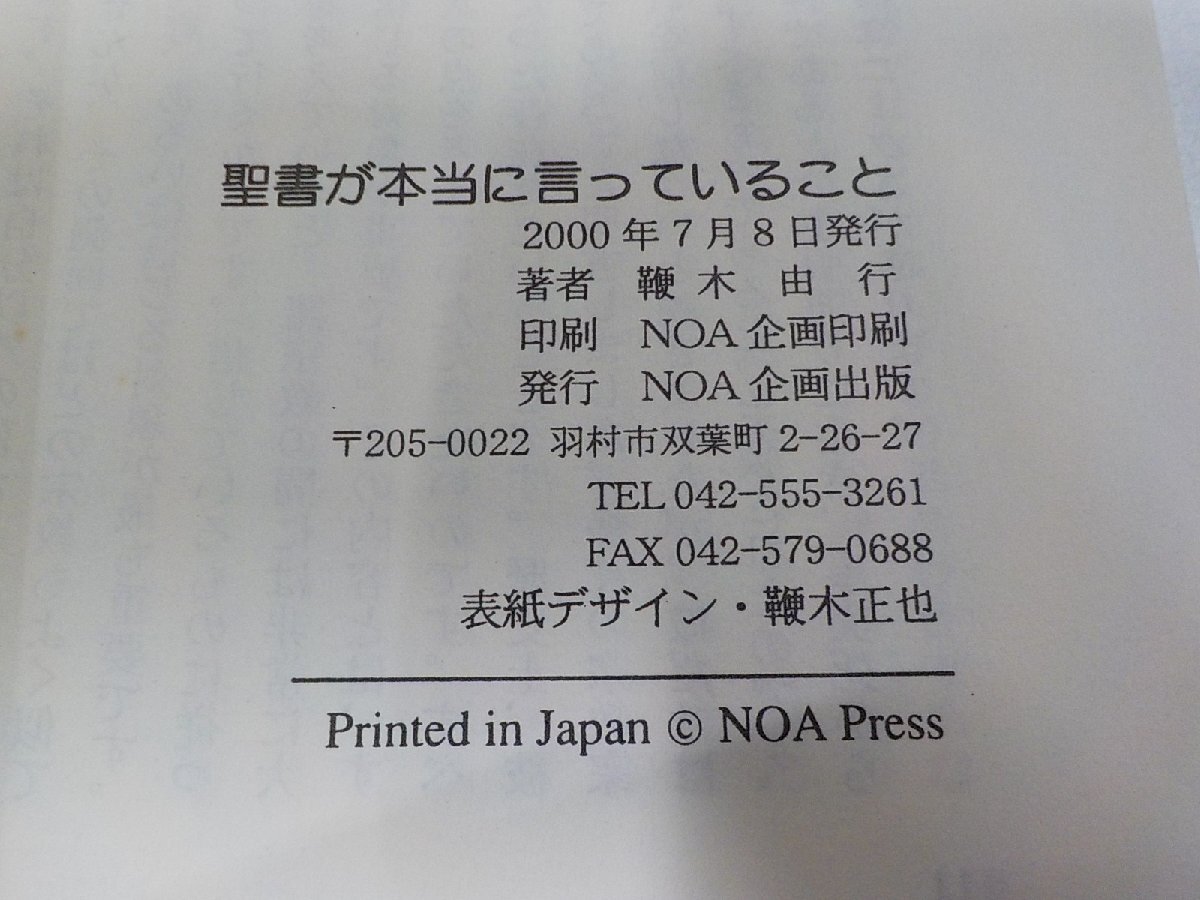 聖書が本当に言っていること
2000年7月8日発行
著者 鞭木由行
印刷 NOA企画印刷
発行 NOA企画出版
〒205-0022 羽村市双葉町2-26-27
TEL 042-555-3261
FAX 042-579-0688
表紙デザイン・鞭木正也
Printed in Japan © NOA Press